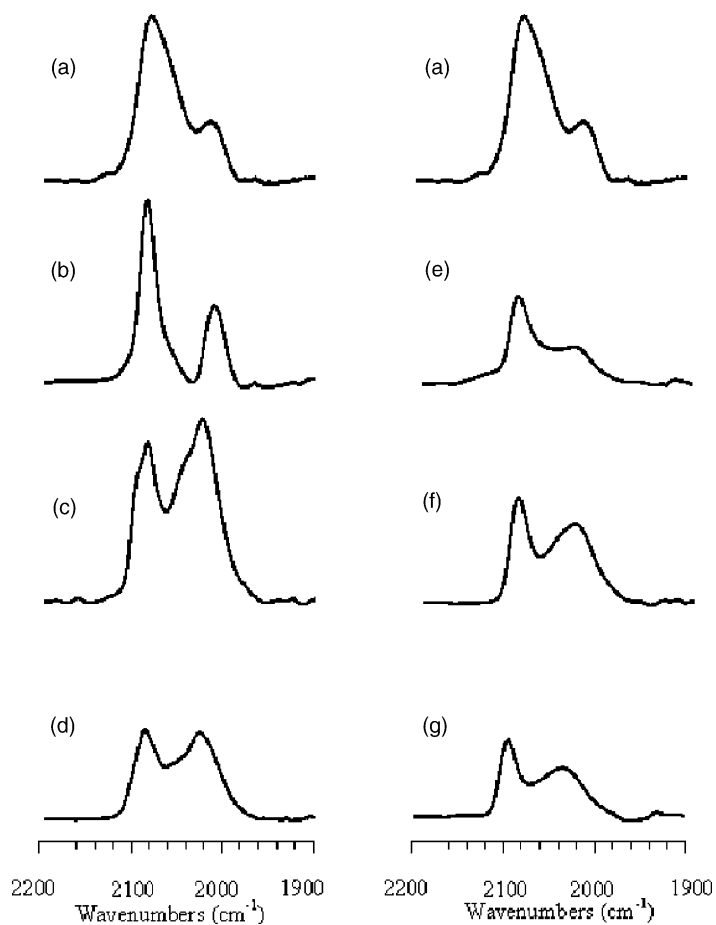 (a) (a)
(b) (e)
(c) (f)
(d) (g)
2200 2100 2000 1900 2200 2100 2000 1900
Wavenumbers (cm-1) Wavenumbers (cm-1)